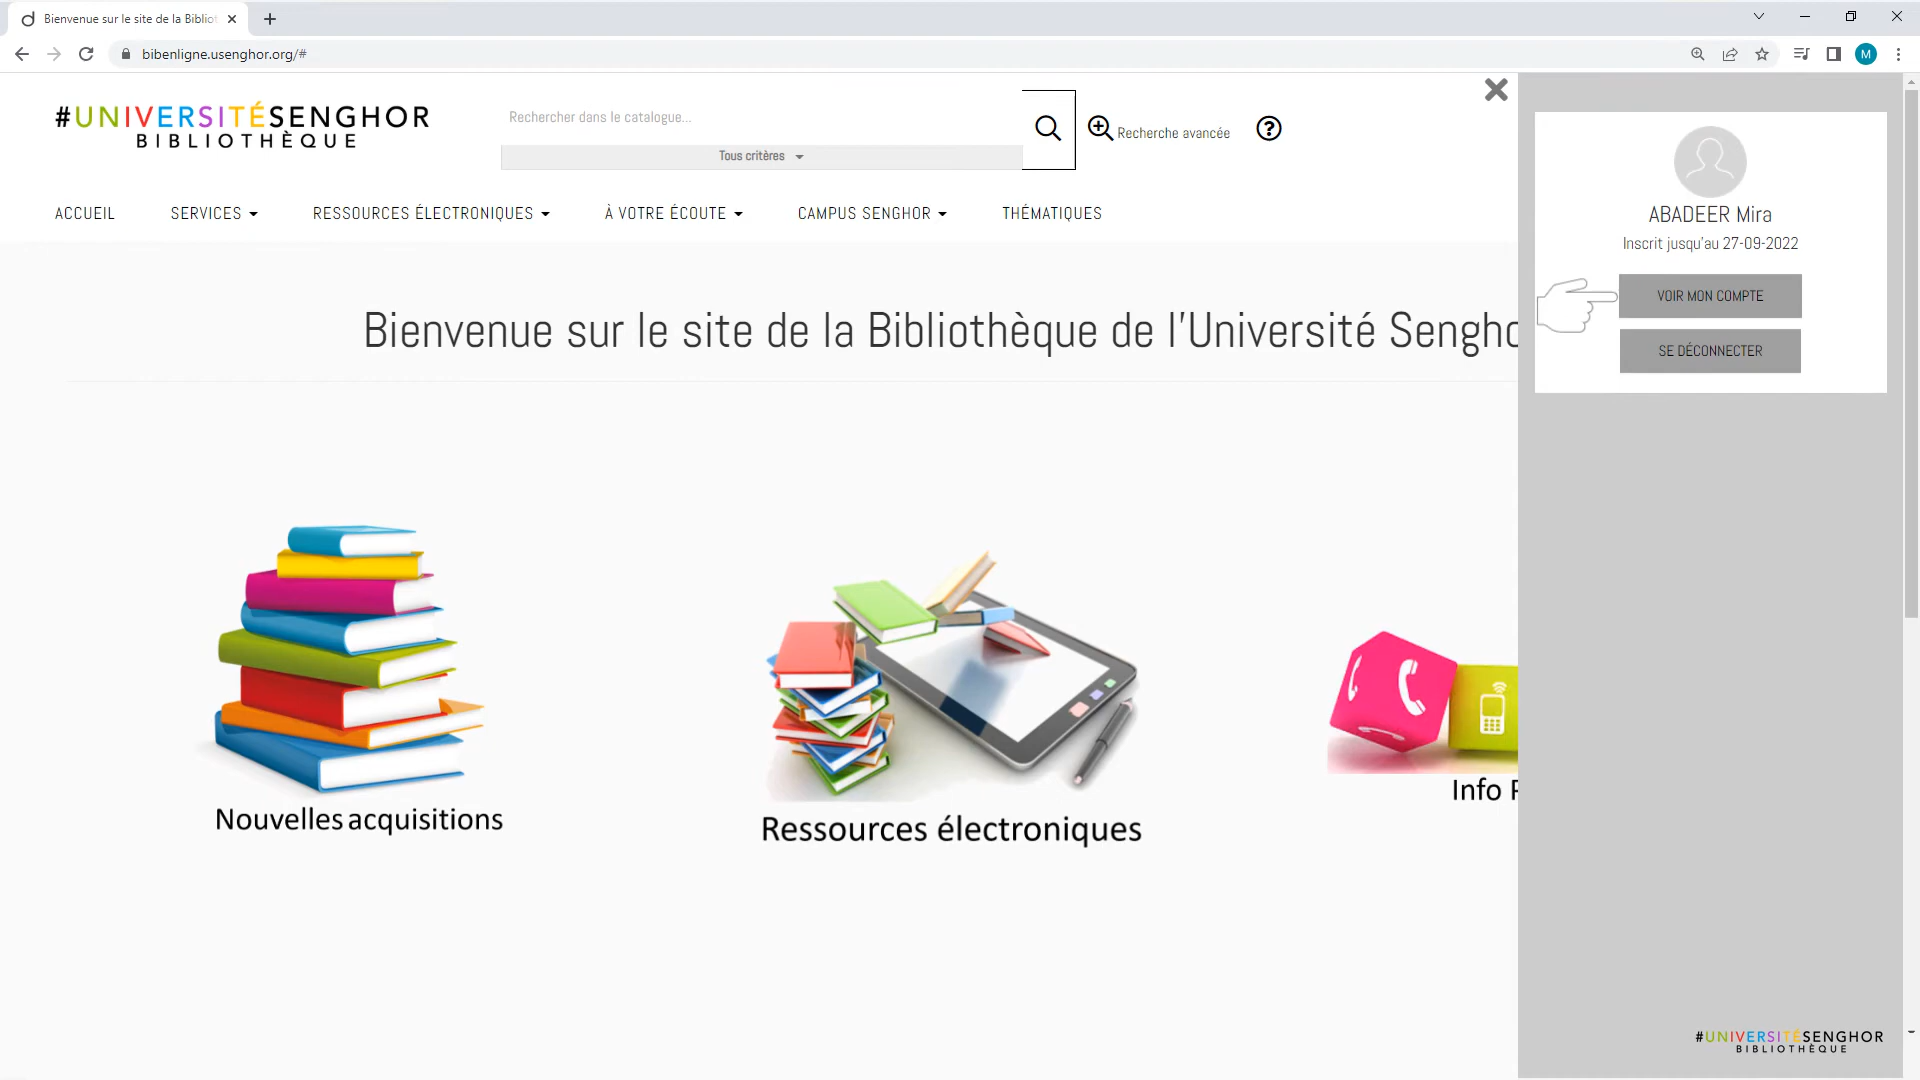 Bienvenue sur le site de la Bibliot
bibenligne.usenghor.org/#
M
#UNIVERSITÉSENGHOR
BIBLIOTHÈQUE
Rechercher dans le catalogue...
Tous critères
Recherche avancée
?
ACCUEIL
SERVICES
RESSOURCES ÉLECTRONIQUES
À VOTRE ÉCOUTE
CAMPUS SENGHOR
THÉMATIQUES
ABADEER Mira
Inscrit jusqu'au 27-09-2022
VOIR MON COMPTE
SE DÉCONNECTER
Bienvenue sur le site de la Bibliothèque de l'Université Sengho
Nouvelles acquisitions
Ressources électroniques
Info
#UNIVERSITÉSENGHOR
BIBLIOTHÈQUE